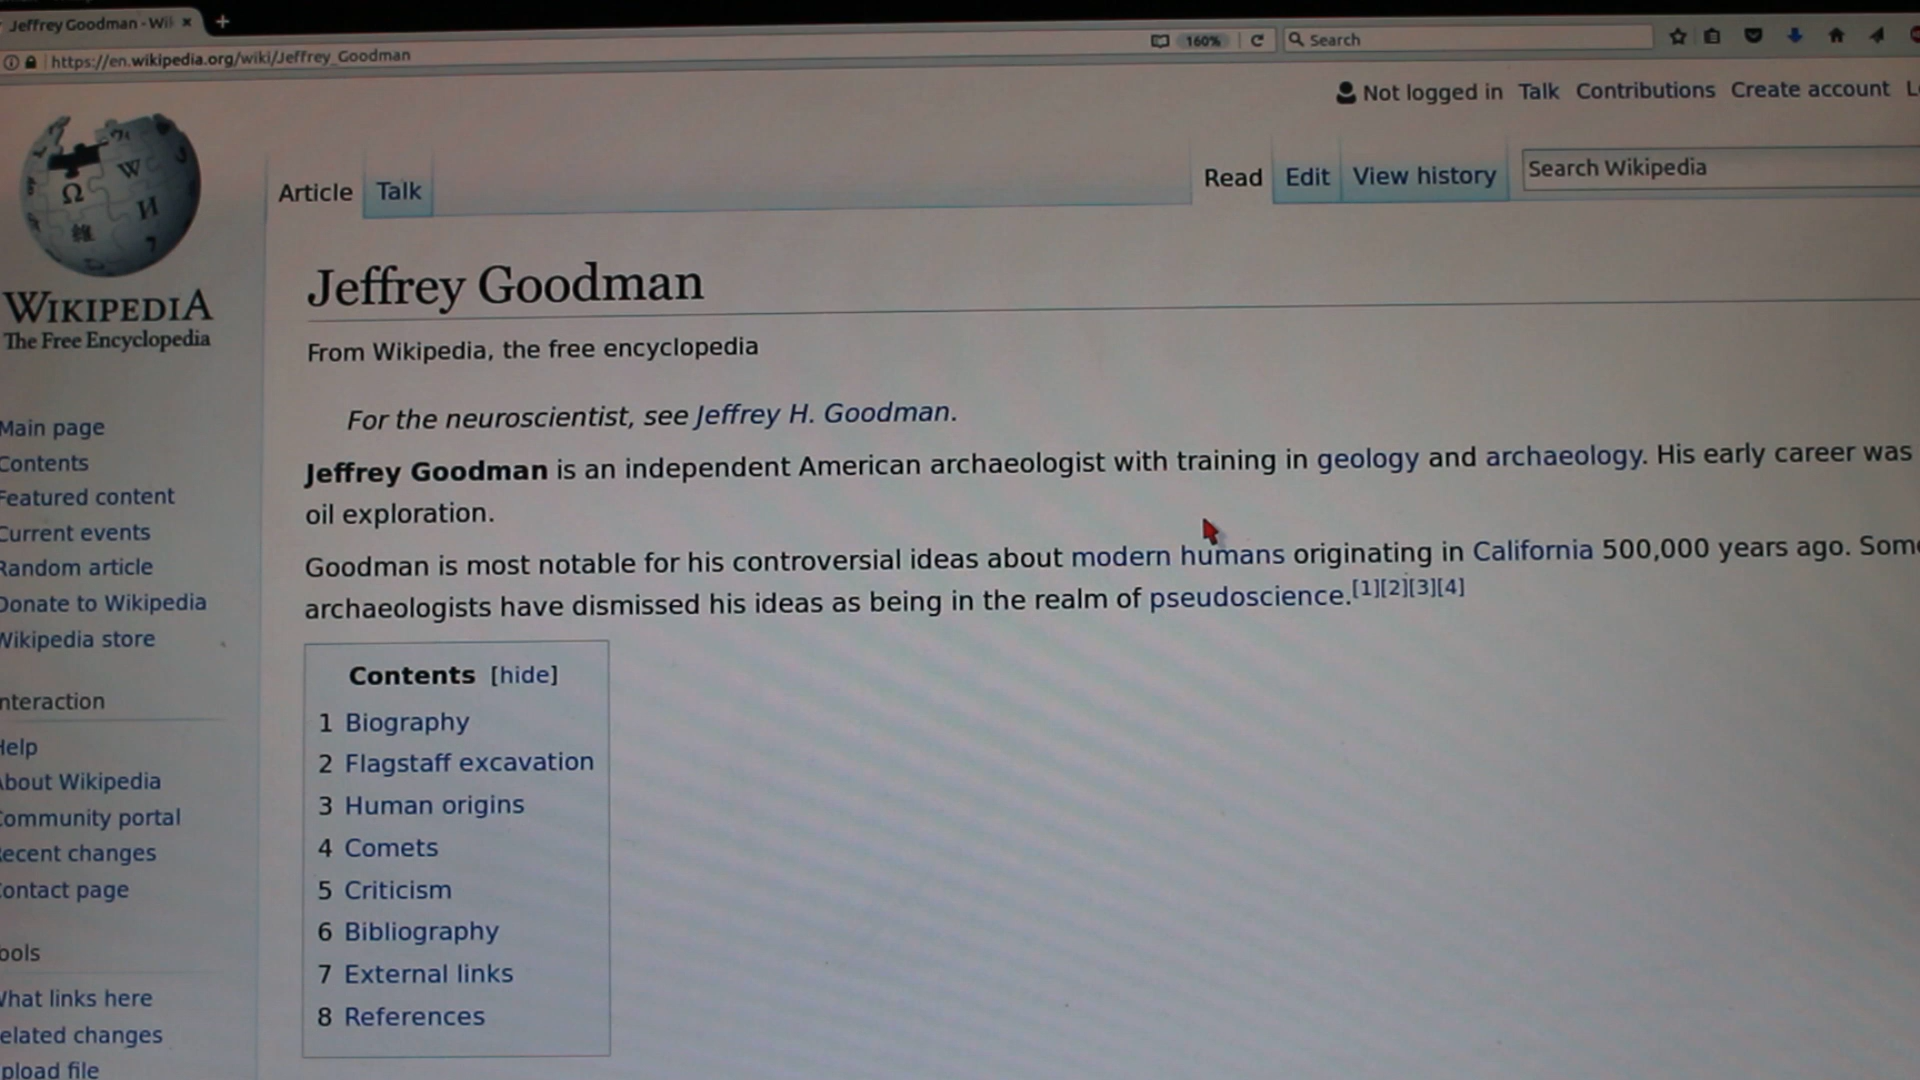 Jeffrey Goodman - Wi
https://en.wikipedia.org/wiki/Jeffrey_Goodman
160%
Search
Not logged in Talk Contributions Create account
Article Talk
Read Edit View history
Search Wikipedia
WIKIPEDIA
The Free Encyclopedia
Jeffrey Goodman
From Wikipedia, the free encyclopedia
For the neuroscientist, see Jeffrey H. Goodman.
Jeffrey Goodman is an independent American archaeologist with training in geology and archaeology. His early career was
oil exploration.
Goodman is most notable for his controversial ideas about modern humans originating in California 500,000 years ago. Som
archaeologists have dismissed his ideas as being in the realm of pseudoscience.[1][2][3][4]
Contents [hide]
1 Biography
2 Flagstaff excavation
3 Human origins
4 Comets
5 Criticism
6 Bibliography
7 External links
8 References
Main page
Contents
Featured content
Current events
Random article
Donate to Wikipedia
Wikipedia store
nteraction
Help
About Wikipedia
Community portal
Recent changes
Contact page
ools
What links here
elated changes
pload file